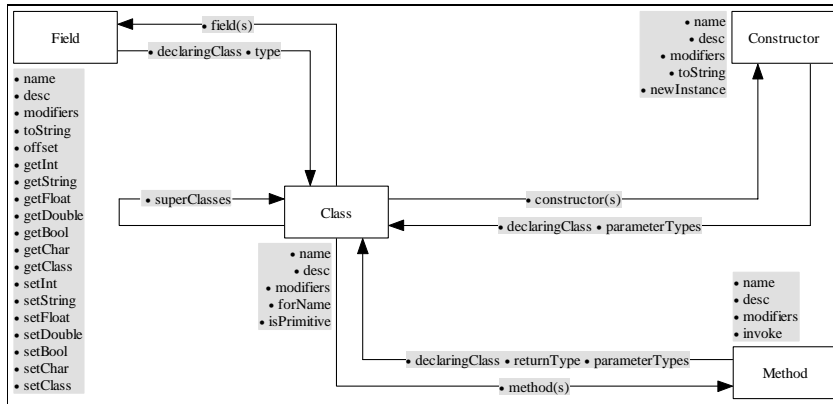 Field
• field(s)
• declaringClass • type
• name
• desc
• modifiers
• toString
• offset
• getInt
• getString
• getFloat
• getDouble
• getBool
• getChar
• getClass
• setInt
• setString
• setFloat
• setDouble
• setBool
• setChar
• setClass
• name
• desc
• modifiers
• toString
• newInstance
Constructor
• superClasses
Class
• constructor(s)
• declaringClass • parameterTypes
• name
• desc
• modifiers
• forName
• isPrimitive
• name
• desc
• modifiers
• invoke
• declaringClass • returnType • parameterTypes
• method(s)
Method